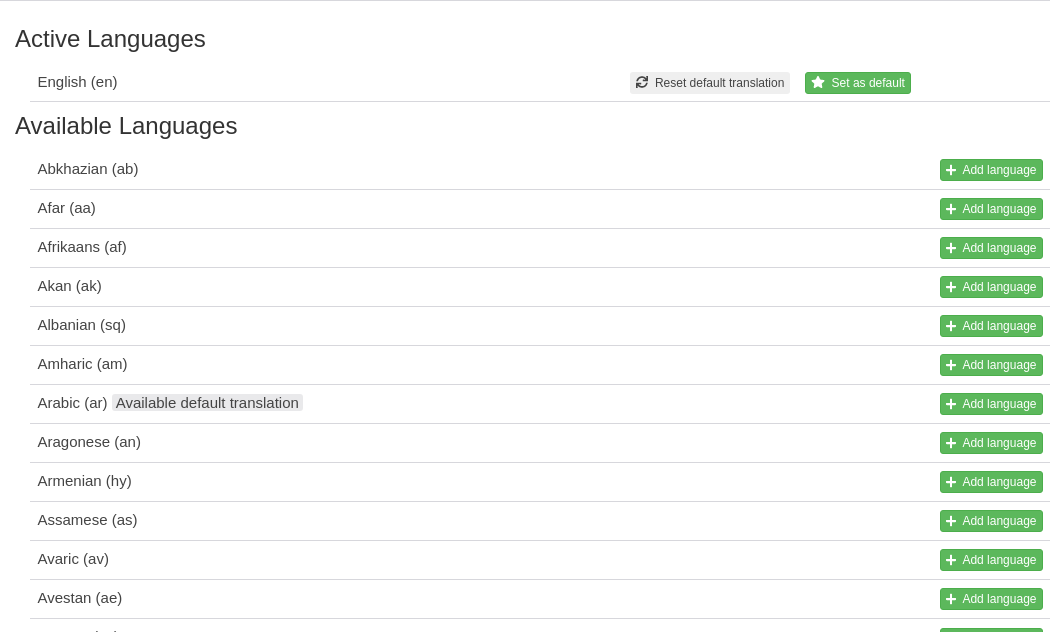 Active Languages
English (en) Reset default translation Set as default
Available Languages
Abkhazian (ab) Add language
Afar (aa) Add language
Afrikaans (af) Add language
Akan (ak) Add language
Albanian (sq) Add language
Amharic (am) Add language
Arabic (ar) Available default translation Add language
Aragonese (an) Add language
Armenian (hy) Add language
Assamese (as) Add language
Avaric (av) Add language
Avestan (ae) Add language